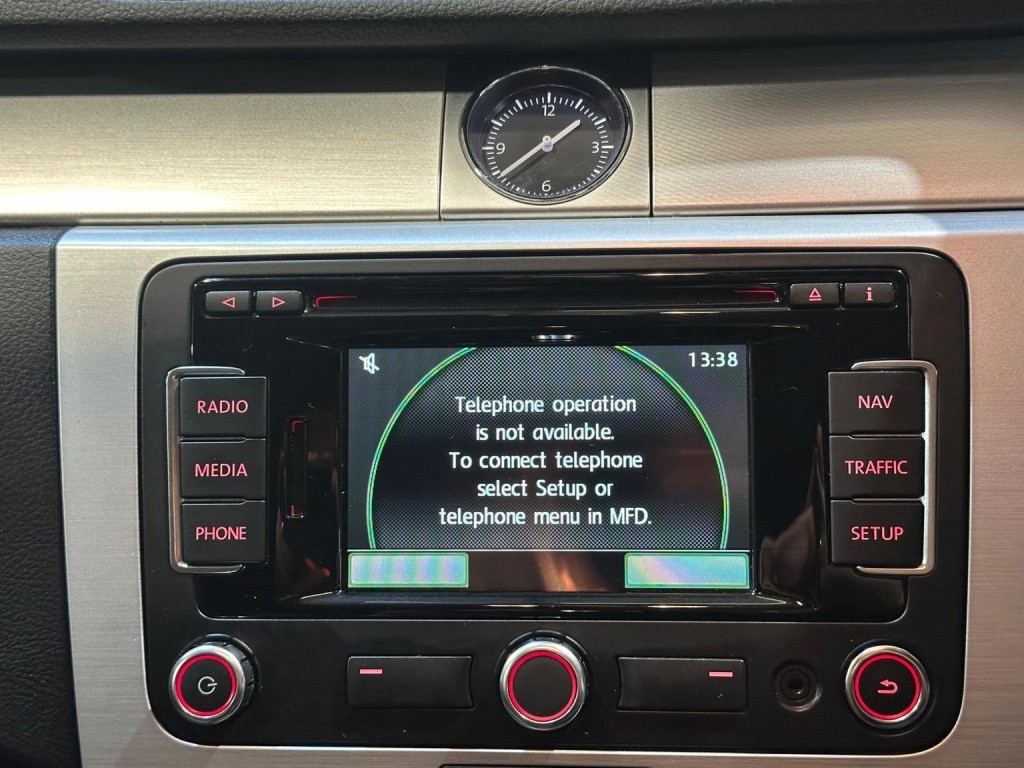 12
9
3
6
13:38
RADIO
MEDIA
PHONE
Telephone operation
is not available.
To connect telephone
select Setup or
telephone menu in MFD.
NAV
TRAFFIC
SETUP
i